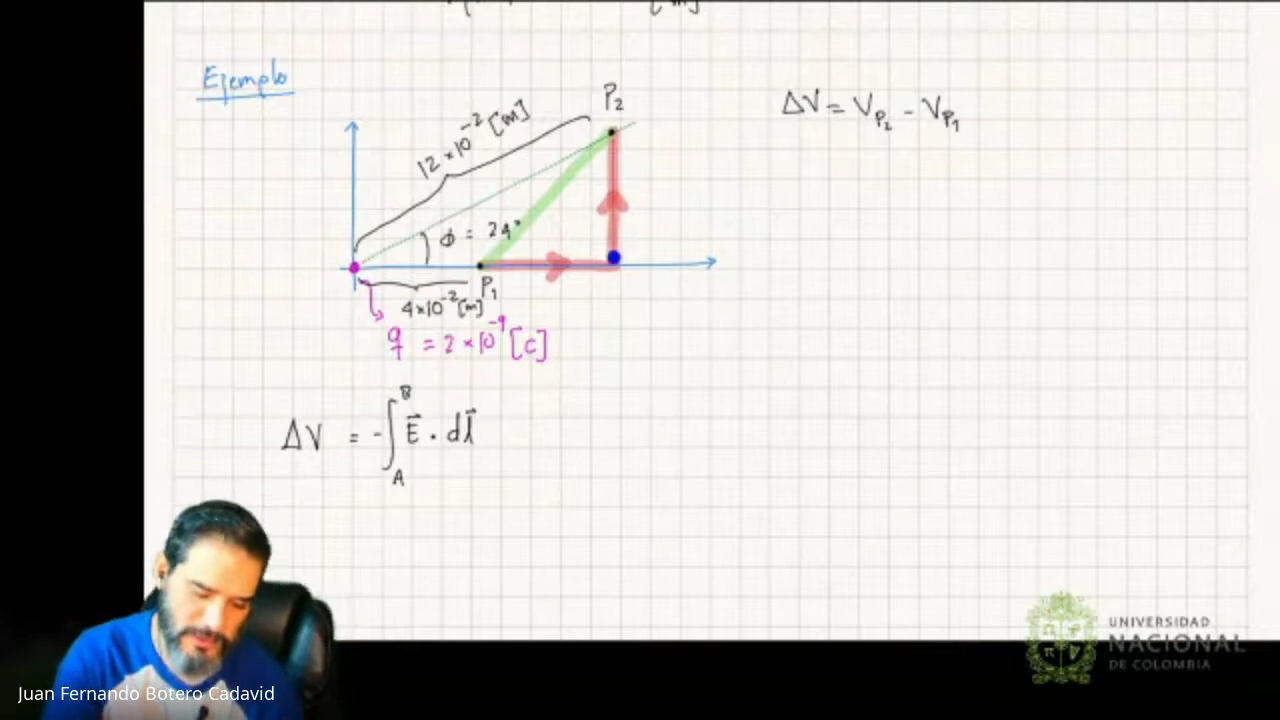 Ejemplo
P₂
ΔV = V_P₂ - V_P₁
12×10⁻² [m]
ϕ = 24°
P₁
4×10⁻² [m]
q = 2×10⁻⁹ [C]
ΔV = -∫_A^B E⃗ · dl⃗
UNIVERSIDAD
NACIONAL
DE COLOMBIA
Juan Fernando Botero Cadavid